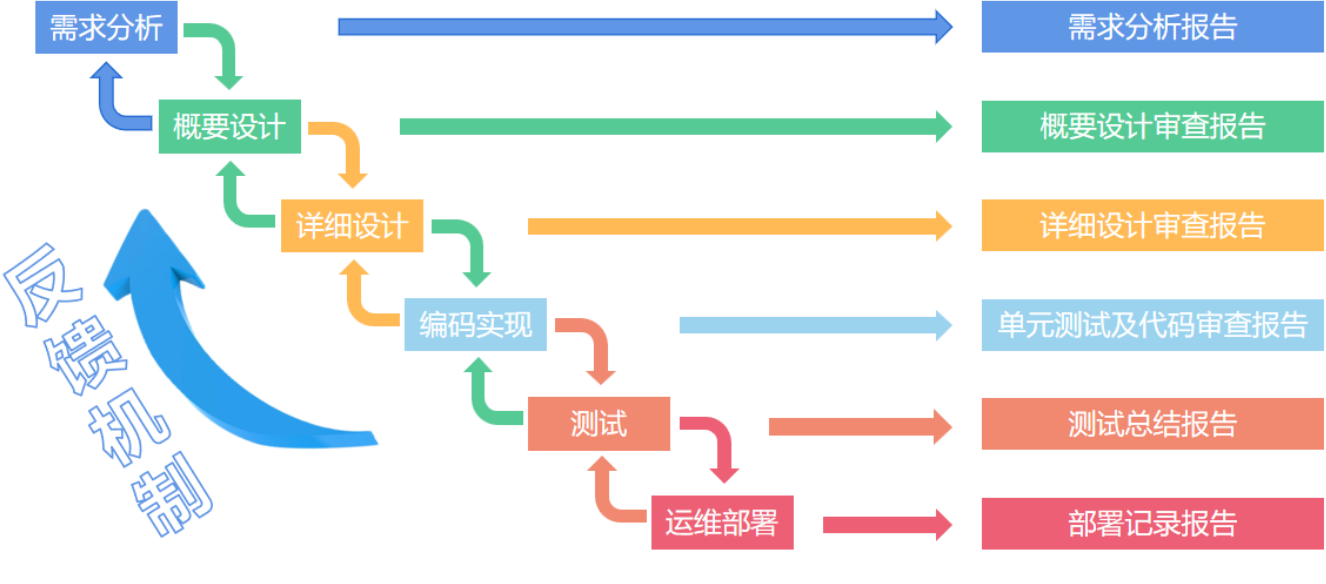 需求分析
需求分析报告
概要设计
概要设计审查报告
详细设计
详细设计审查报告
编码实现
单元测试及代码审查报告
测试
测试总结报告
运维部署
部署记录报告
反馈机制